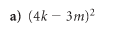 a) (4k − 3m)²